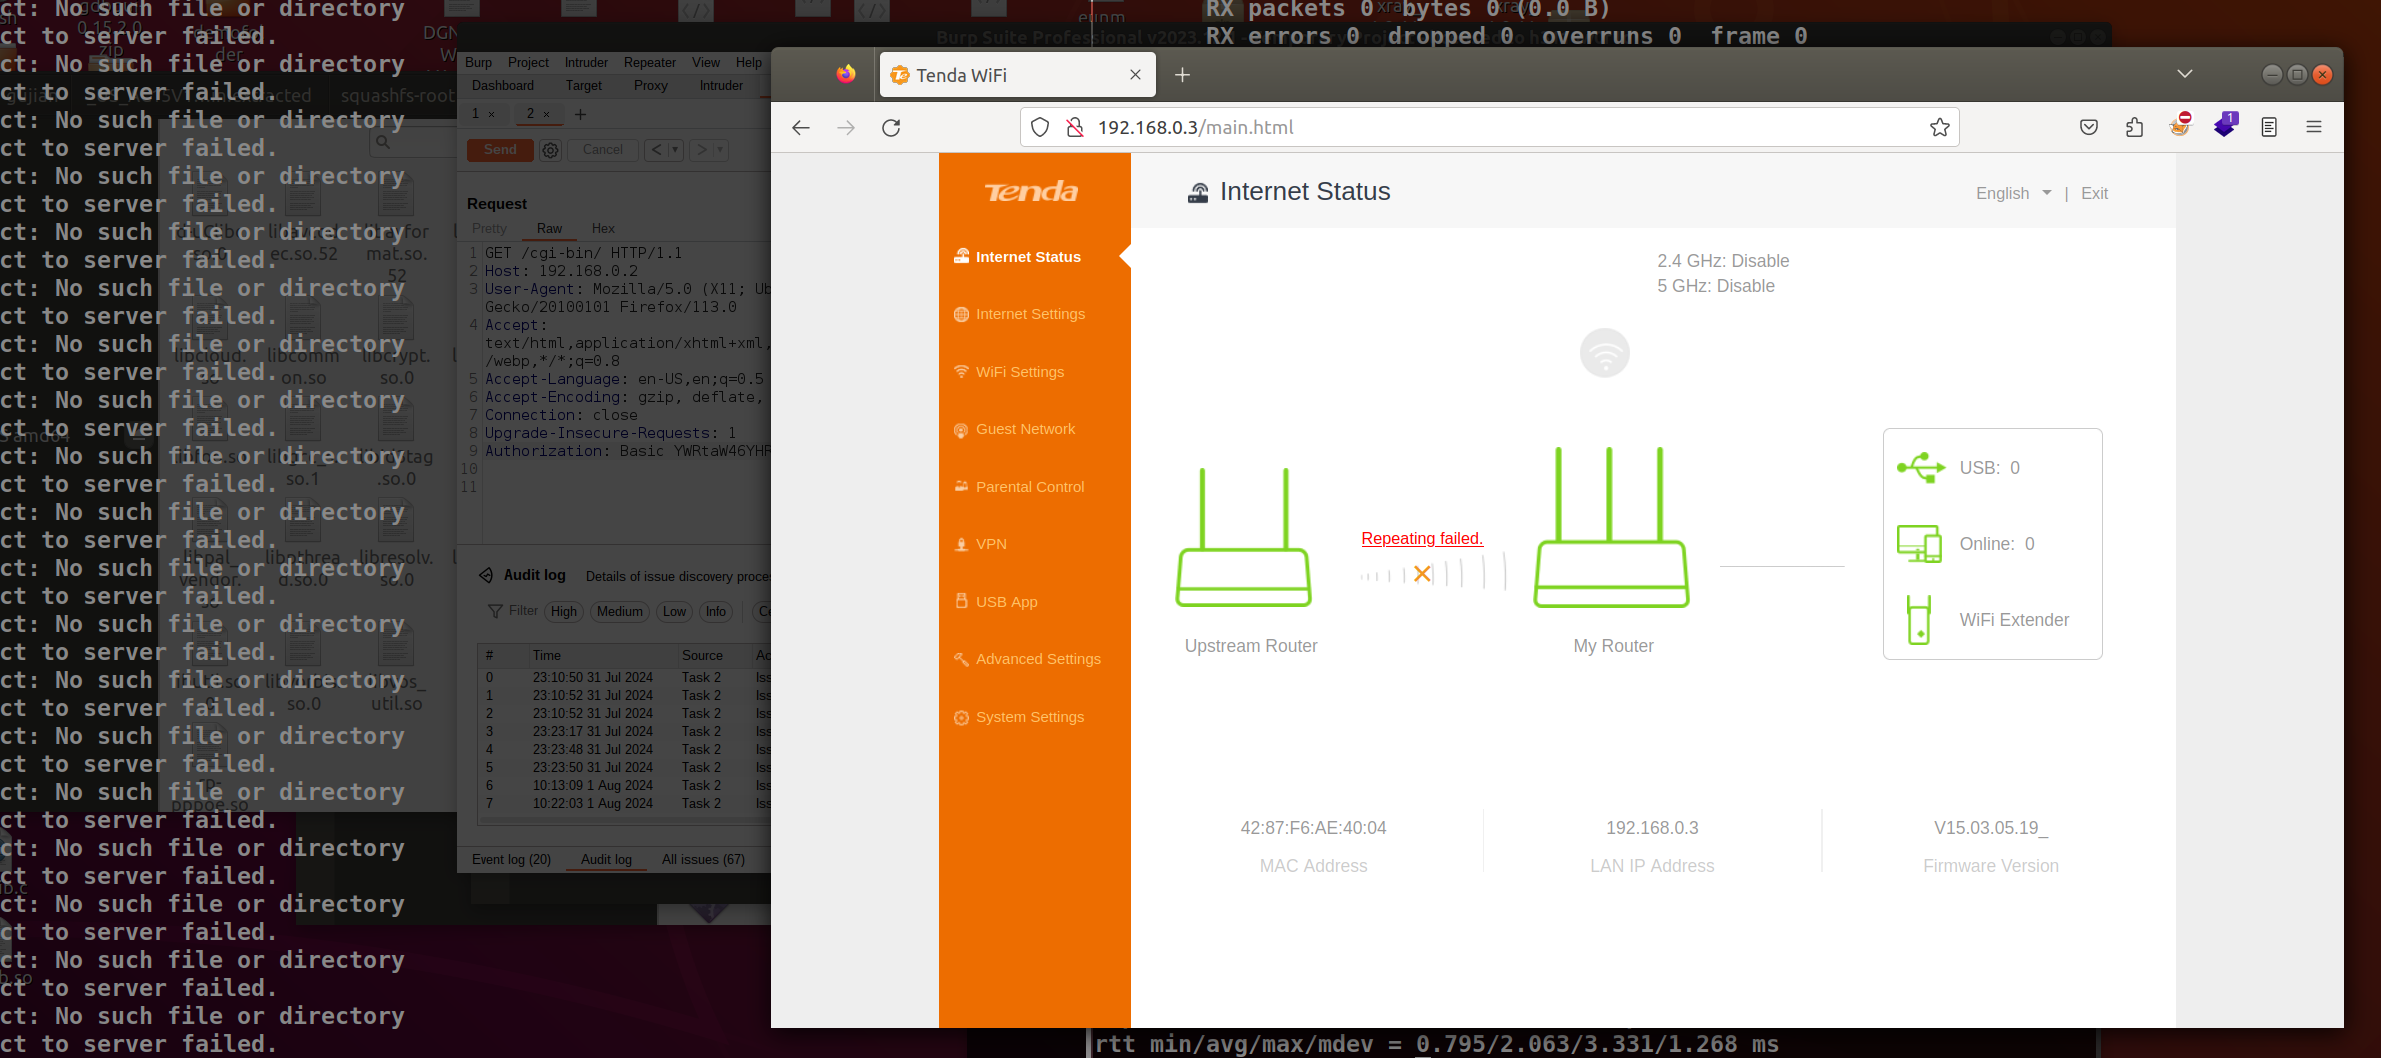 ct: No such file or directory
RX packets 0  bytes 0 (0.0 B)
ct to server failed.
RX errors 0  dropped 0  overruns 0  frame 0
ct: No such file or directory
ct to server failed.
ct: No such file or directory
ct to server failed.
ct: No such file or directory
ct to server failed.
ct: No such file or directory
ct to server failed.
ct: No such file or directory
ct to server failed.
ct: No such file or directory
ct to server failed.
ct: No such file or directory
ct to server failed.
ct: No such file or directory
ct to server failed.
ct: No such file or directory
ct to server failed.
ct: No such file or directory
ct to server failed.
ct: No such file or directory
ct to server failed.
ct: No such file or directory
ct to server failed.
ct: No such file or directory
ct to server failed.
ct: No such file or directory
ct to server failed.
ct: No such file or directory
ct to server failed.
ct: No such file or directory
ct to server failed.
ct: No such file or directory
ct to server failed.
Burp Project Intruder Repeater View Help
Dashboard Target Proxy Intruder
1 × 2 × +
Send Cancel < >
Request
Pretty Raw Hex
1 GET /cgi-bin/ HTTP/1.1
2 Host: 192.168.0.2
3 User-Agent: Mozilla/5.0 (X11; Ub
Gecko/20100101 Firefox/113.0
4 Accept:
text/html,application/xhtml+xml,
/webp,*/*;q=0.8
5 Accept-Language: en-US,en;q=0.5
6 Accept-Encoding: gzip, deflate,
7 Connection: close
8 Upgrade-Insecure-Requests: 1
9 Authorization: Basic YWRtaW46YHR
10
11
Audit log Details of issue discovery proce
Filter High Medium Low Info
# Time Source
0 23:10:50 31 Jul 2024 Task 2 Iss
1 23:10:52 31 Jul 2024 Task 2 Iss
2 23:10:52 31 Jul 2024 Task 2 Iss
3 23:23:17 31 Jul 2024 Task 2 Iss
4 23:23:48 31 Jul 2024 Task 2 Iss
5 23:23:50 31 Jul 2024 Task 2 Iss
6 10:13:09 1 Aug 2024 Task 2 Iss
7 10:22:03 1 Aug 2024 Task 2 Iss
Event log (20) Audit log All issues (67)
Tenda WiFi
192.168.0.3/main.html
1
Tenda
Internet Status
English | Exit
Internet Status
Internet Settings
WiFi Settings
Guest Network
Parental Control
VPN
USB App
Advanced Settings
System Settings
2.4 GHz: Disable
5 GHz: Disable
Repeating failed.
Upstream Router
My Router
USB: 0
Online: 0
WiFi Extender
42:87:F6:AE:40:04
MAC Address
192.168.0.3
LAN IP Address
V15.03.05.19_
Firmware Version
rtt min/avg/max/mdev = 0.795/2.063/3.331/1.268 ms